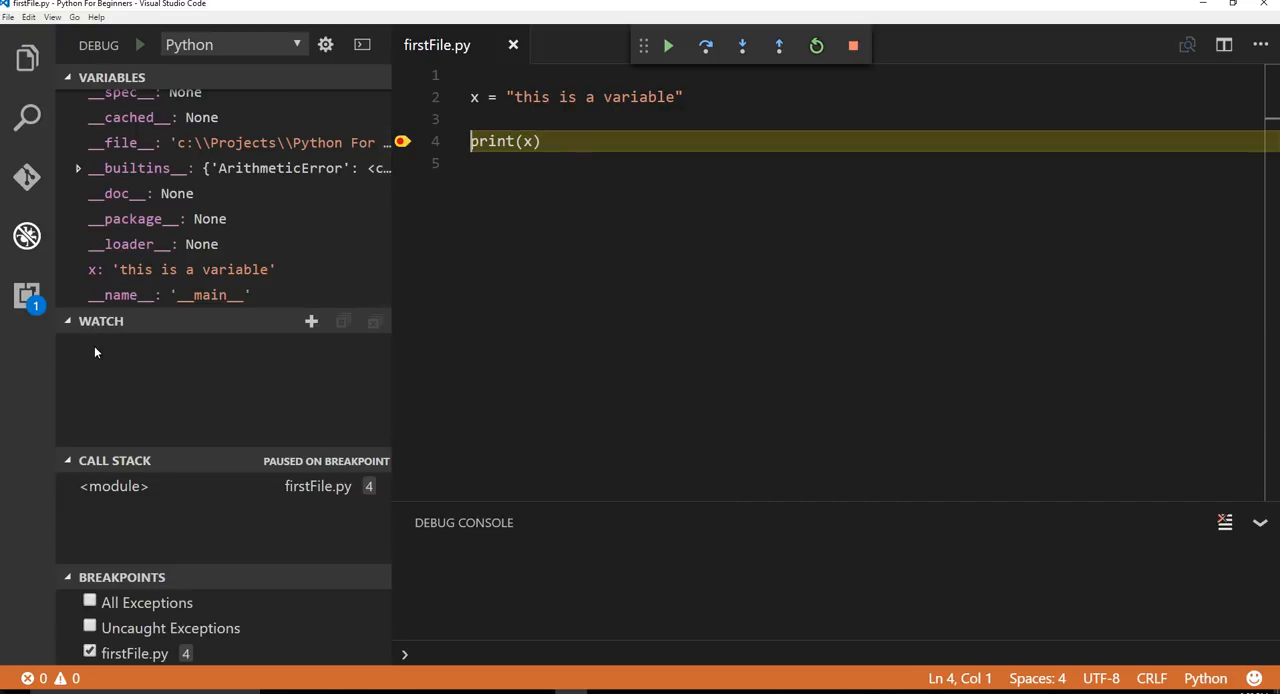 firstFile.py - Python For Beginners - Visual Studio Code
File Edit View Go Help
DEBUG Python
firstFile.py
VARIABLES
__spec__: None
__cached__: None
__file__: 'c:\\Projects\\Python For ...
__builtins__: {'ArithmeticError': <c...
__doc__: None
__package__: None
__loader__: None
x: 'this is a variable'
__name__: '__main__'
WATCH
CALL STACK PAUSED ON BREAKPOINT
<module> firstFile.py 4
BREAKPOINTS
All Exceptions
Uncaught Exceptions
firstFile.py 4
1
1
2 x = "this is a variable"
3
4 print(x)
5
DEBUG CONSOLE
0 0
Ln 4, Col 1 Spaces: 4 UTF-8 CRLF Python